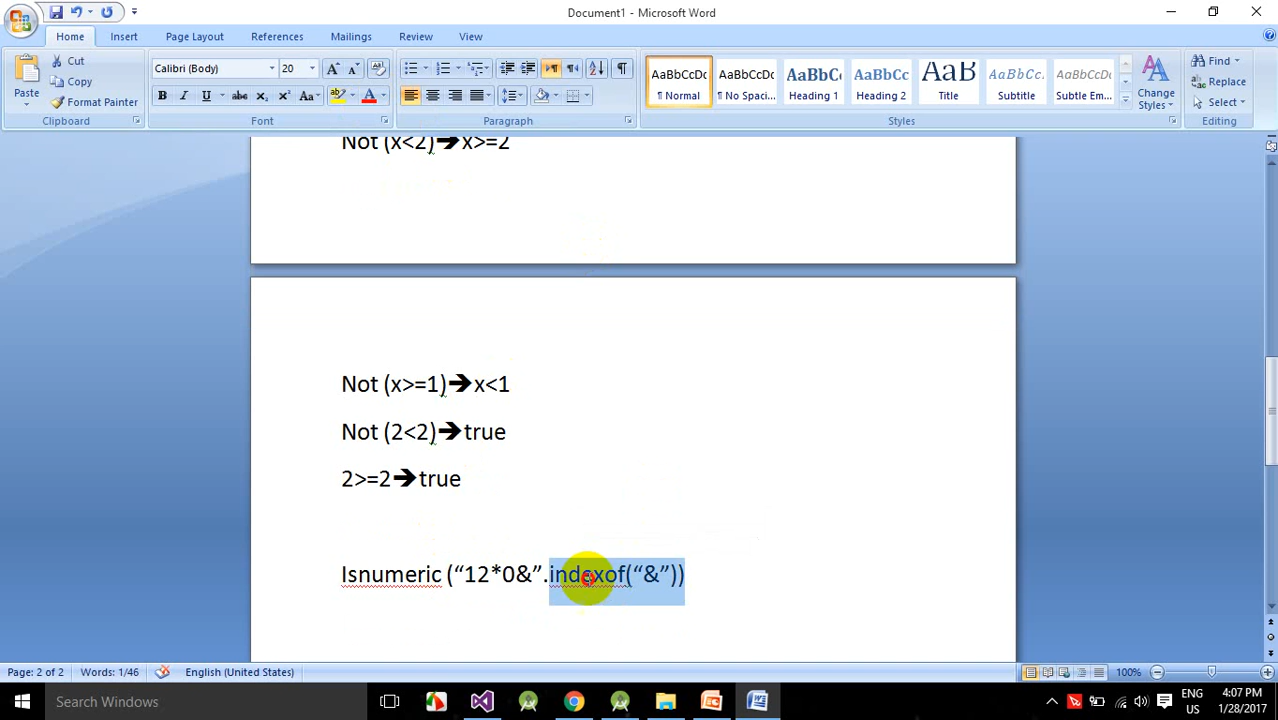 Document1 - Microsoft Word
Home Insert Page Layout References Mailings Review View
Paste Cut Copy Format Painter Clipboard
Calibri (Body) 20 Font
Paragraph
AaBbCcDc AaBbCcDc AaBbC AaBbCc AaB AaBbCcL AaBbCcDc
¶ Normal ¶ No Spaci... Heading 1 Heading 2 Title Subtitle Subtle Em...
Change Styles Styles
Find Replace Select Editing
Not (x<2)➔x>=2
Not (x>=1)➔x<1
Not (2<2)➔true
2>=2➔true
Isnumeric (“12*0&”.indexof(“&”))
Page: 2 of 2 Words: 1/46 English (United States) 100%
Search Windows
ENG US 4:07 PM 1/28/2017